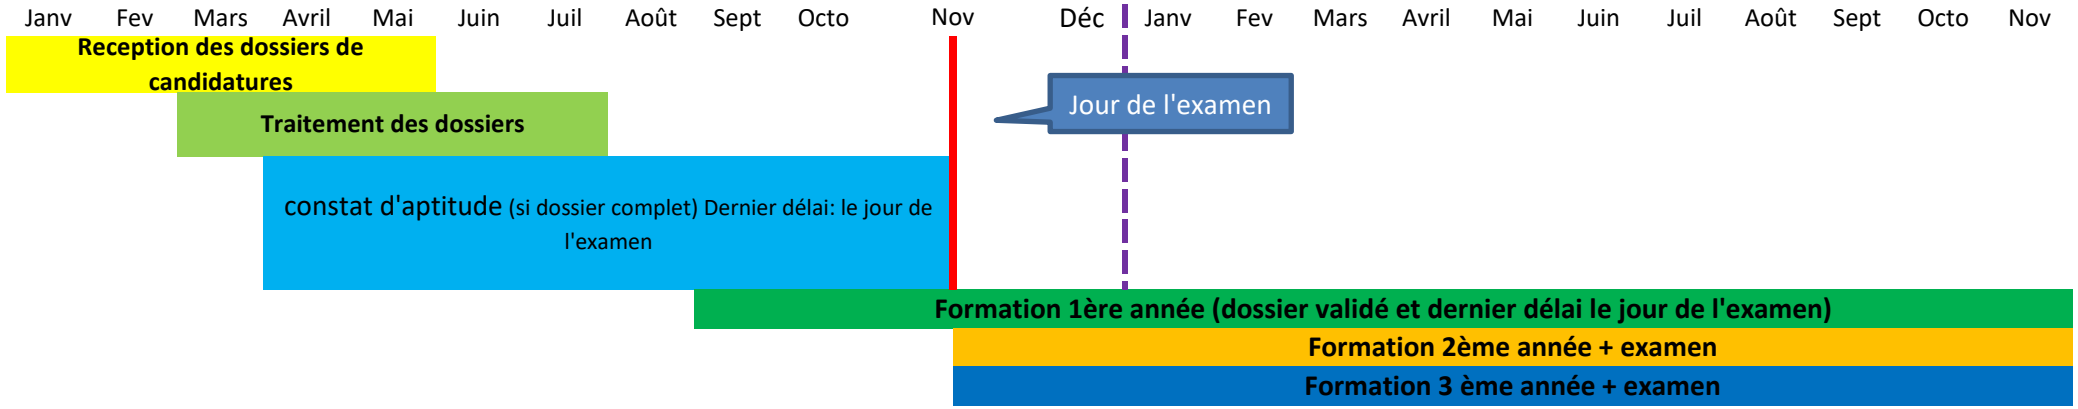 Janv Fev Mars Avril Mai Juin Juil Août Sept Octo Nov Déc Janv Fev Mars Avril Mai Juin Juil Août Sept Octo Nov
Reception des dossiers de
candidatures
Traitement des dossiers
Jour de l'examen
constat d'aptitude (si dossier complet) Dernier délai: le jour de
l'examen
Formation 1ère année (dossier validé et dernier délai le jour de l'examen)
Formation 2ème année + examen
Formation 3 ème année + examen